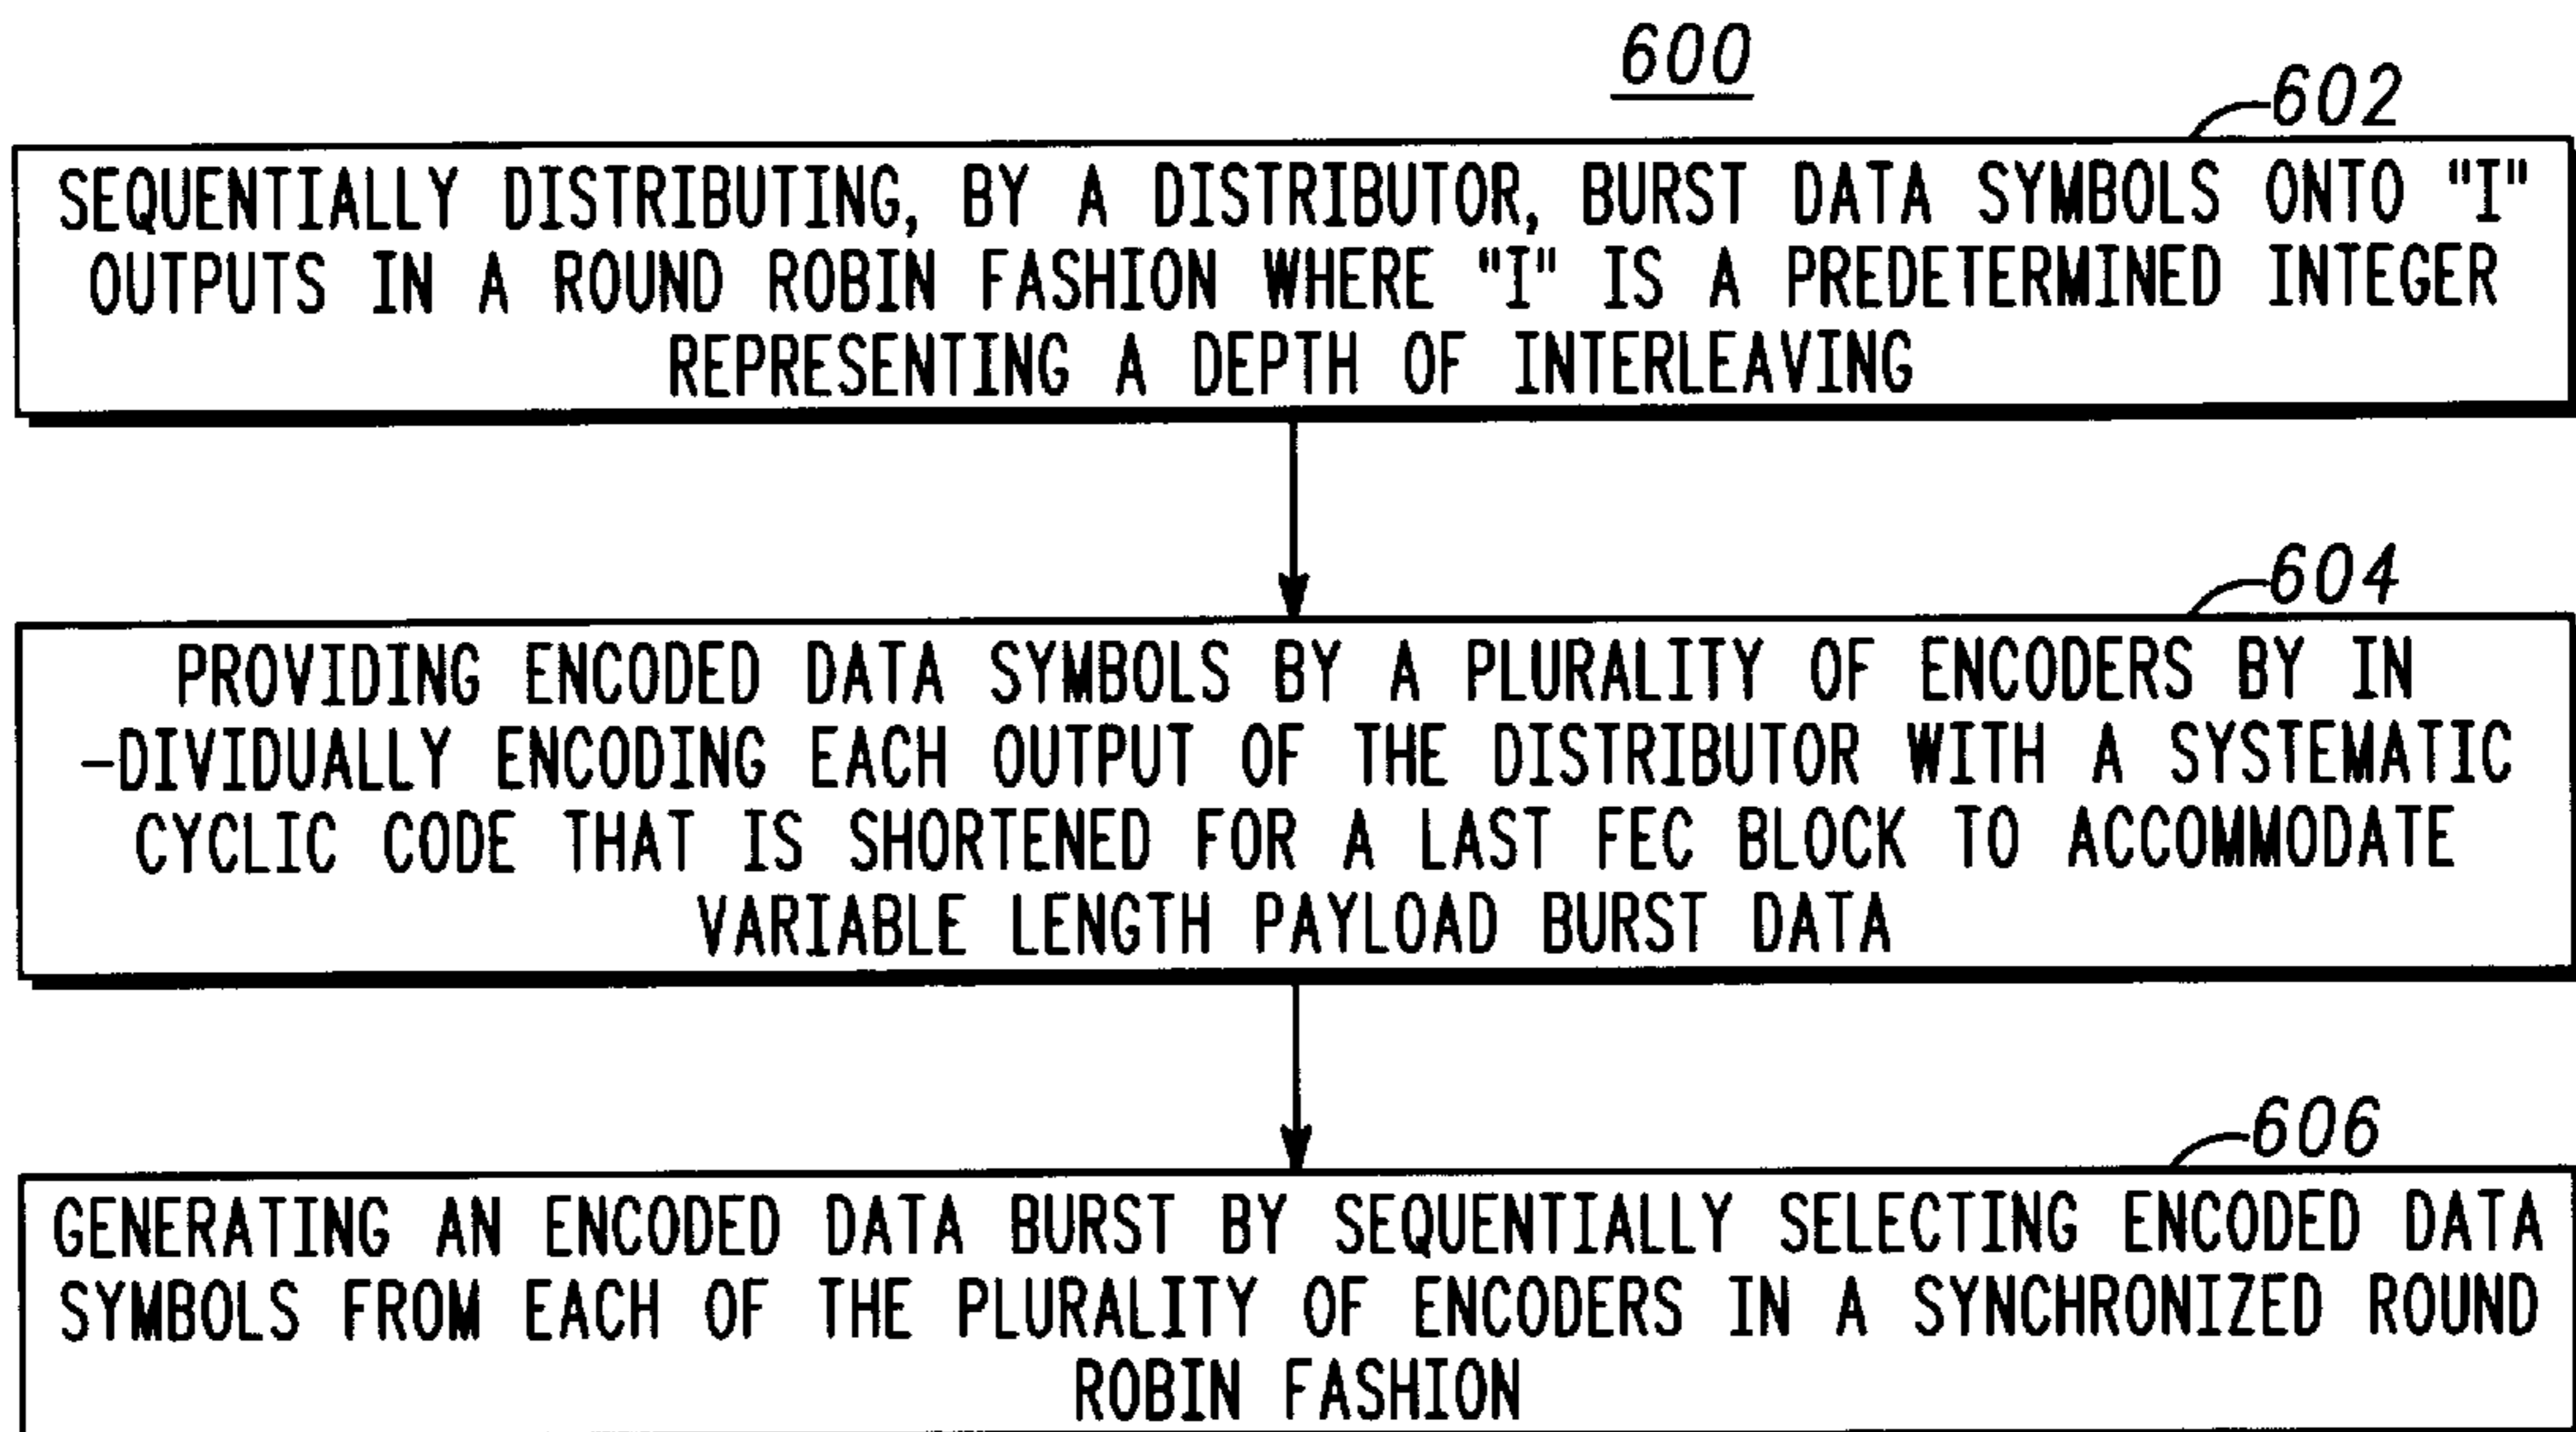 600
602
SEQUENTIALLY DISTRIBUTING, BY A DISTRIBUTOR, BURST DATA SYMBOLS ONTO "I"
OUTPUTS IN A ROUND ROBIN FASHION WHERE "I" IS A PREDETERMINED INTEGER
REPRESENTING A DEPTH OF INTERLEAVING
604
PROVIDING ENCODED DATA SYMBOLS BY A PLURALITY OF ENCODERS BY IN
-DIVIDUALLY ENCODING EACH OUTPUT OF THE DISTRIBUTOR WITH A SYSTEMATIC
CYCLIC CODE THAT IS SHORTENED FOR A LAST FEC BLOCK TO ACCOMMODATE
VARIABLE LENGTH PAYLOAD BURST DATA
606
GENERATING AN ENCODED DATA BURST BY SEQUENTIALLY SELECTING ENCODED DATA
SYMBOLS FROM EACH OF THE PLURALITY OF ENCODERS IN A SYNCHRONIZED ROUND
ROBIN FASHION